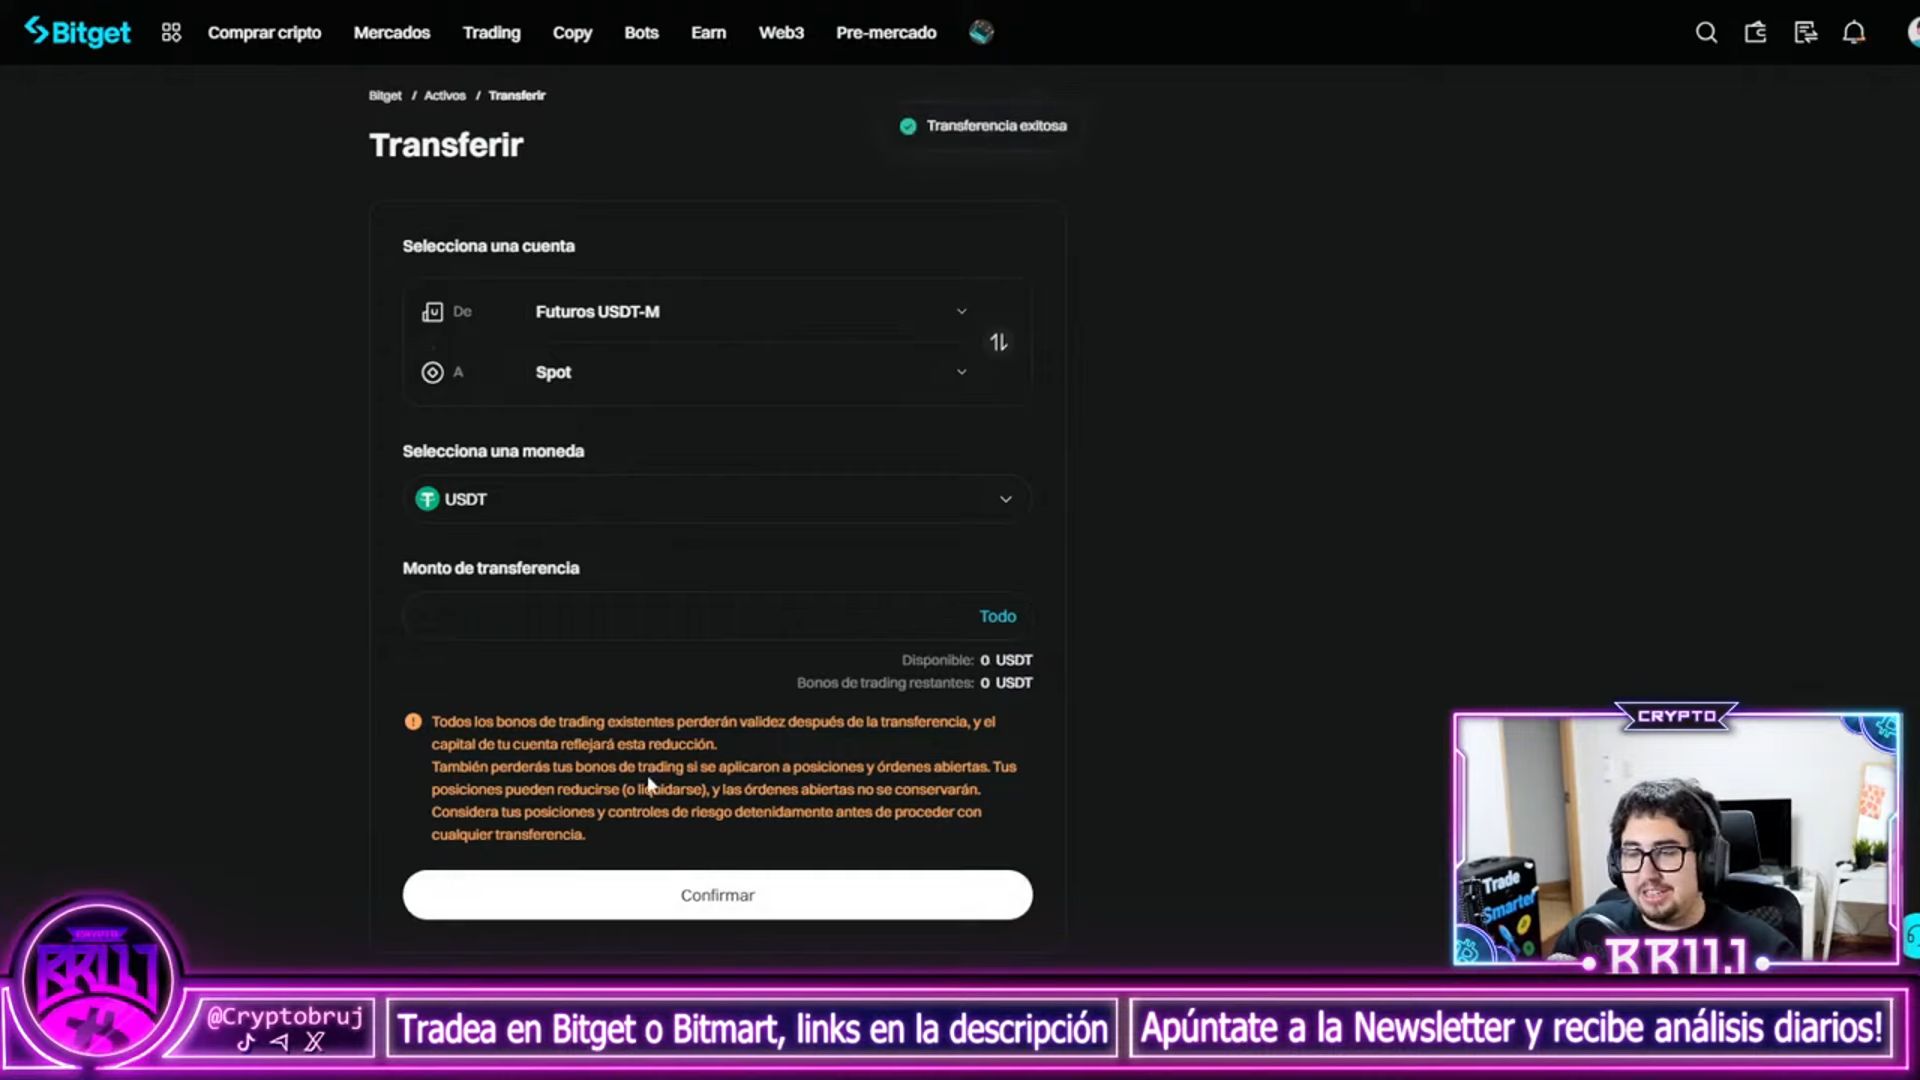 Bitget
Comprar cripto
Mercados
Trading
Copy
Bots
Earn
Web3
Pre-mercado
Bitget / Activos / Transferir
Transferencia exitosa
Transferir
Selecciona una cuenta
De Futuros USDT-M
A Spot
Selecciona una moneda
USDT
Monto de transferencia
Todo
Disponible: 0 USDT
Bonos de trading restantes: 0 USDT
Todos los bonos de trading existentes perderán validez después de la transferencia, y el
capital de tu cuenta reflejará esta reducción.
También perderás tus bonos de trading si se aplicaron a posiciones y órdenes abiertas. Tus
posiciones pueden reducirse (o liquidarse), y las órdenes abiertas no se conservarán.
Considera tus posiciones y controles de riesgo detenidamente antes de proceder con
cualquier transferencia.
Confirmar
CRYPTO
Trade
Smarter
BRUJ
CRYPTO
BRUJ
@Cryptobruj
Tradea en Bitget o Bitmart, links en la descripción
Apúntate a la Newsletter y recibe análisis diarios!